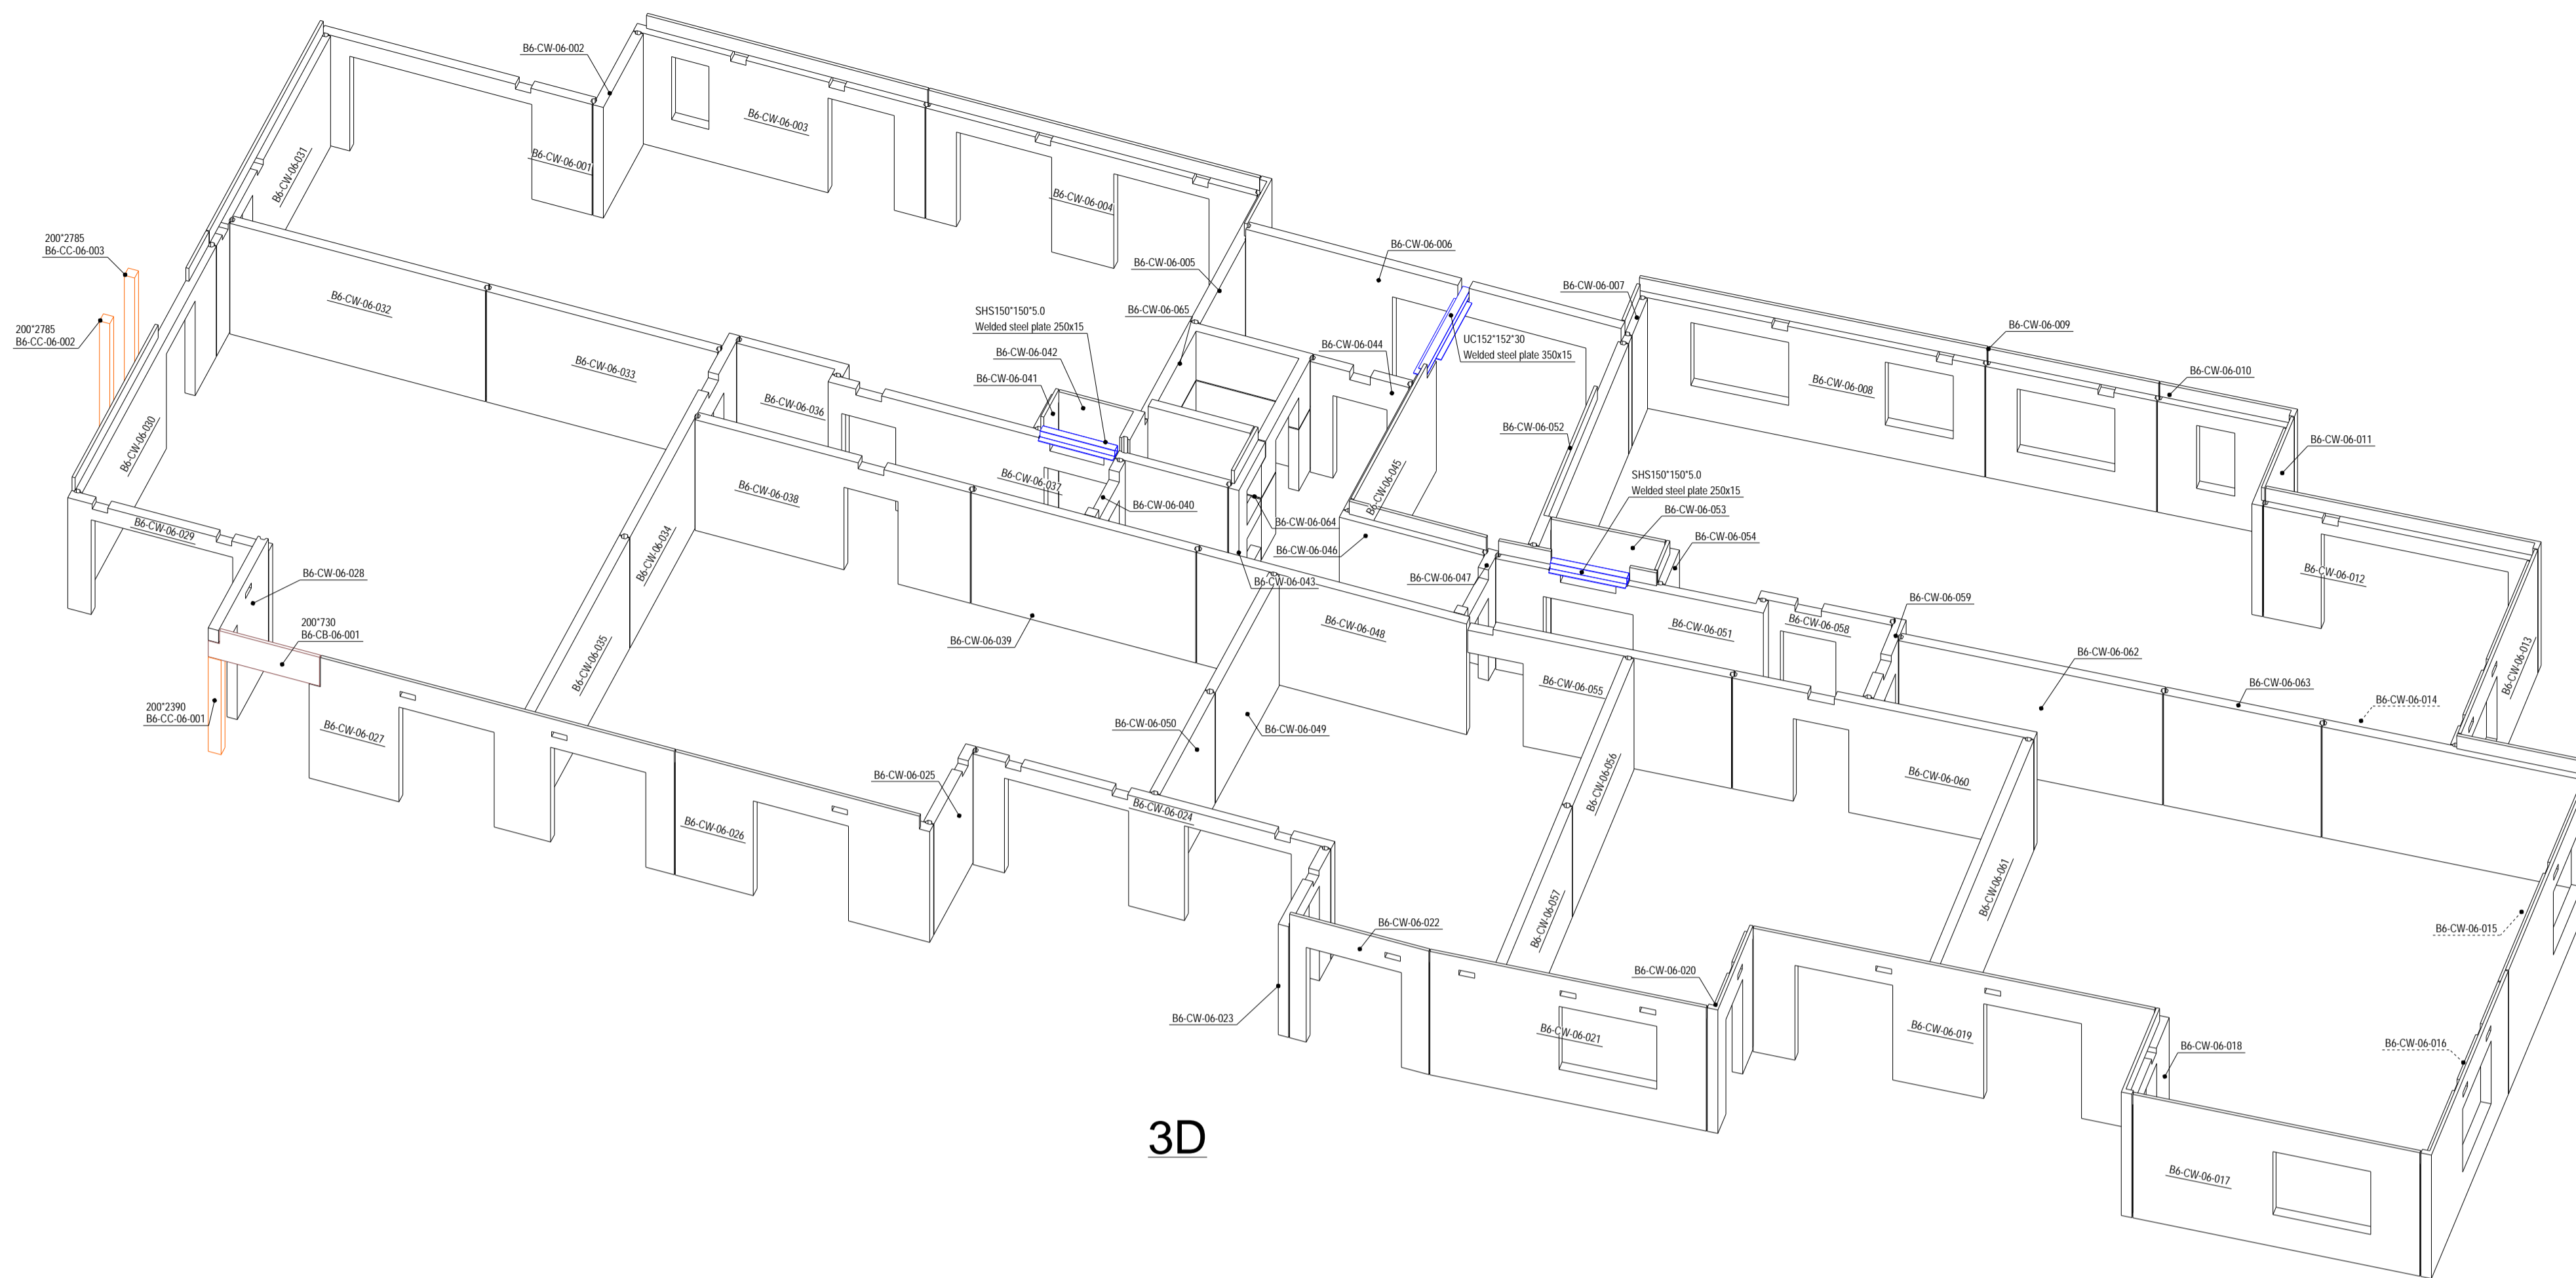 B6-CW-06-002
B6-CW-06-003
B6-CW-06-001
B6-CW-06-031
B6-CW-06-004
200*2785
B6-CC-06-003
B6-CW-06-005
B6-CW-06-006
B6-CW-06-007
B6-CW-06-032
B6-CW-06-065
SHS150*150*5.0
Welded steel plate 250x15
200*2785
B6-CC-06-002
B6-CW-06-009
UC152*152*30
Welded steel plate 350x15
B6-CW-06-044
B6-CW-06-042
B6-CW-06-033
B6-CW-06-010
B6-CW-06-041
B6-CW-06-008
B6-CW-06-036
B6-CW-06-030
B6-CW-06-052
B6-CW-06-011
B6-CW-06-045
SHS150*150*5.0
Welded steel plate 250x15
B6-CW-06-037
B6-CW-06-038
B6-CW-06-040
B6-CW-06-053
B6-CW-06-064
B6-CW-06-029
B6-CW-06-054
B6-CW-06-046
B6-CW-06-034
B6-CW-06-028
B6-CW-06-047
B6-CW-06-043
B6-CW-06-012
B6-CW-06-059
200*730
B6-CB-06-001
B6-CW-06-048
B6-CW-06-058
B6-CW-06-051
B6-CW-06-039
B6-CW-06-035
B6-CW-06-062
B6-CW-06-013
B6-CW-06-055
B6-CW-06-063
B6-CW-06-014
200*2390
B6-CC-06-001
B6-CW-06-050
B6-CW-06-049
B6-CW-06-027
B6-CW-06-025
B6-CW-06-056
B6-CW-06-060
B6-CW-06-024
B6-CW-06-026
B6-CW-06-061
B6-CW-06-057
B6-CW-06-022
B6-CW-06-015
B6-CW-06-020
B6-CW-06-023
B6-CW-06-021
B6-CW-06-019
B6-CW-06-018
B6-CW-06-016
3D
B6-CW-06-017